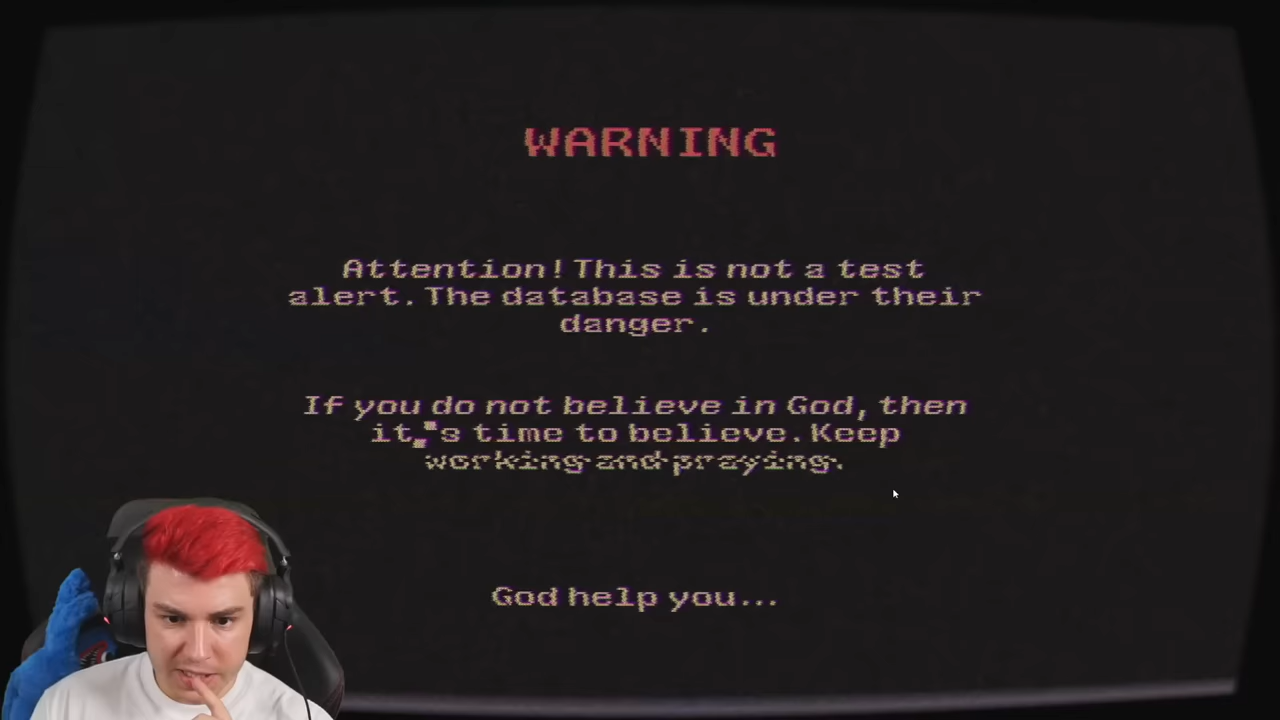 WARNING
Attention! This is not a test
alert. The database is under their
danger.
If you do not believe in God, then
it,"s time to believe. Keep
working and praying.
God help you...